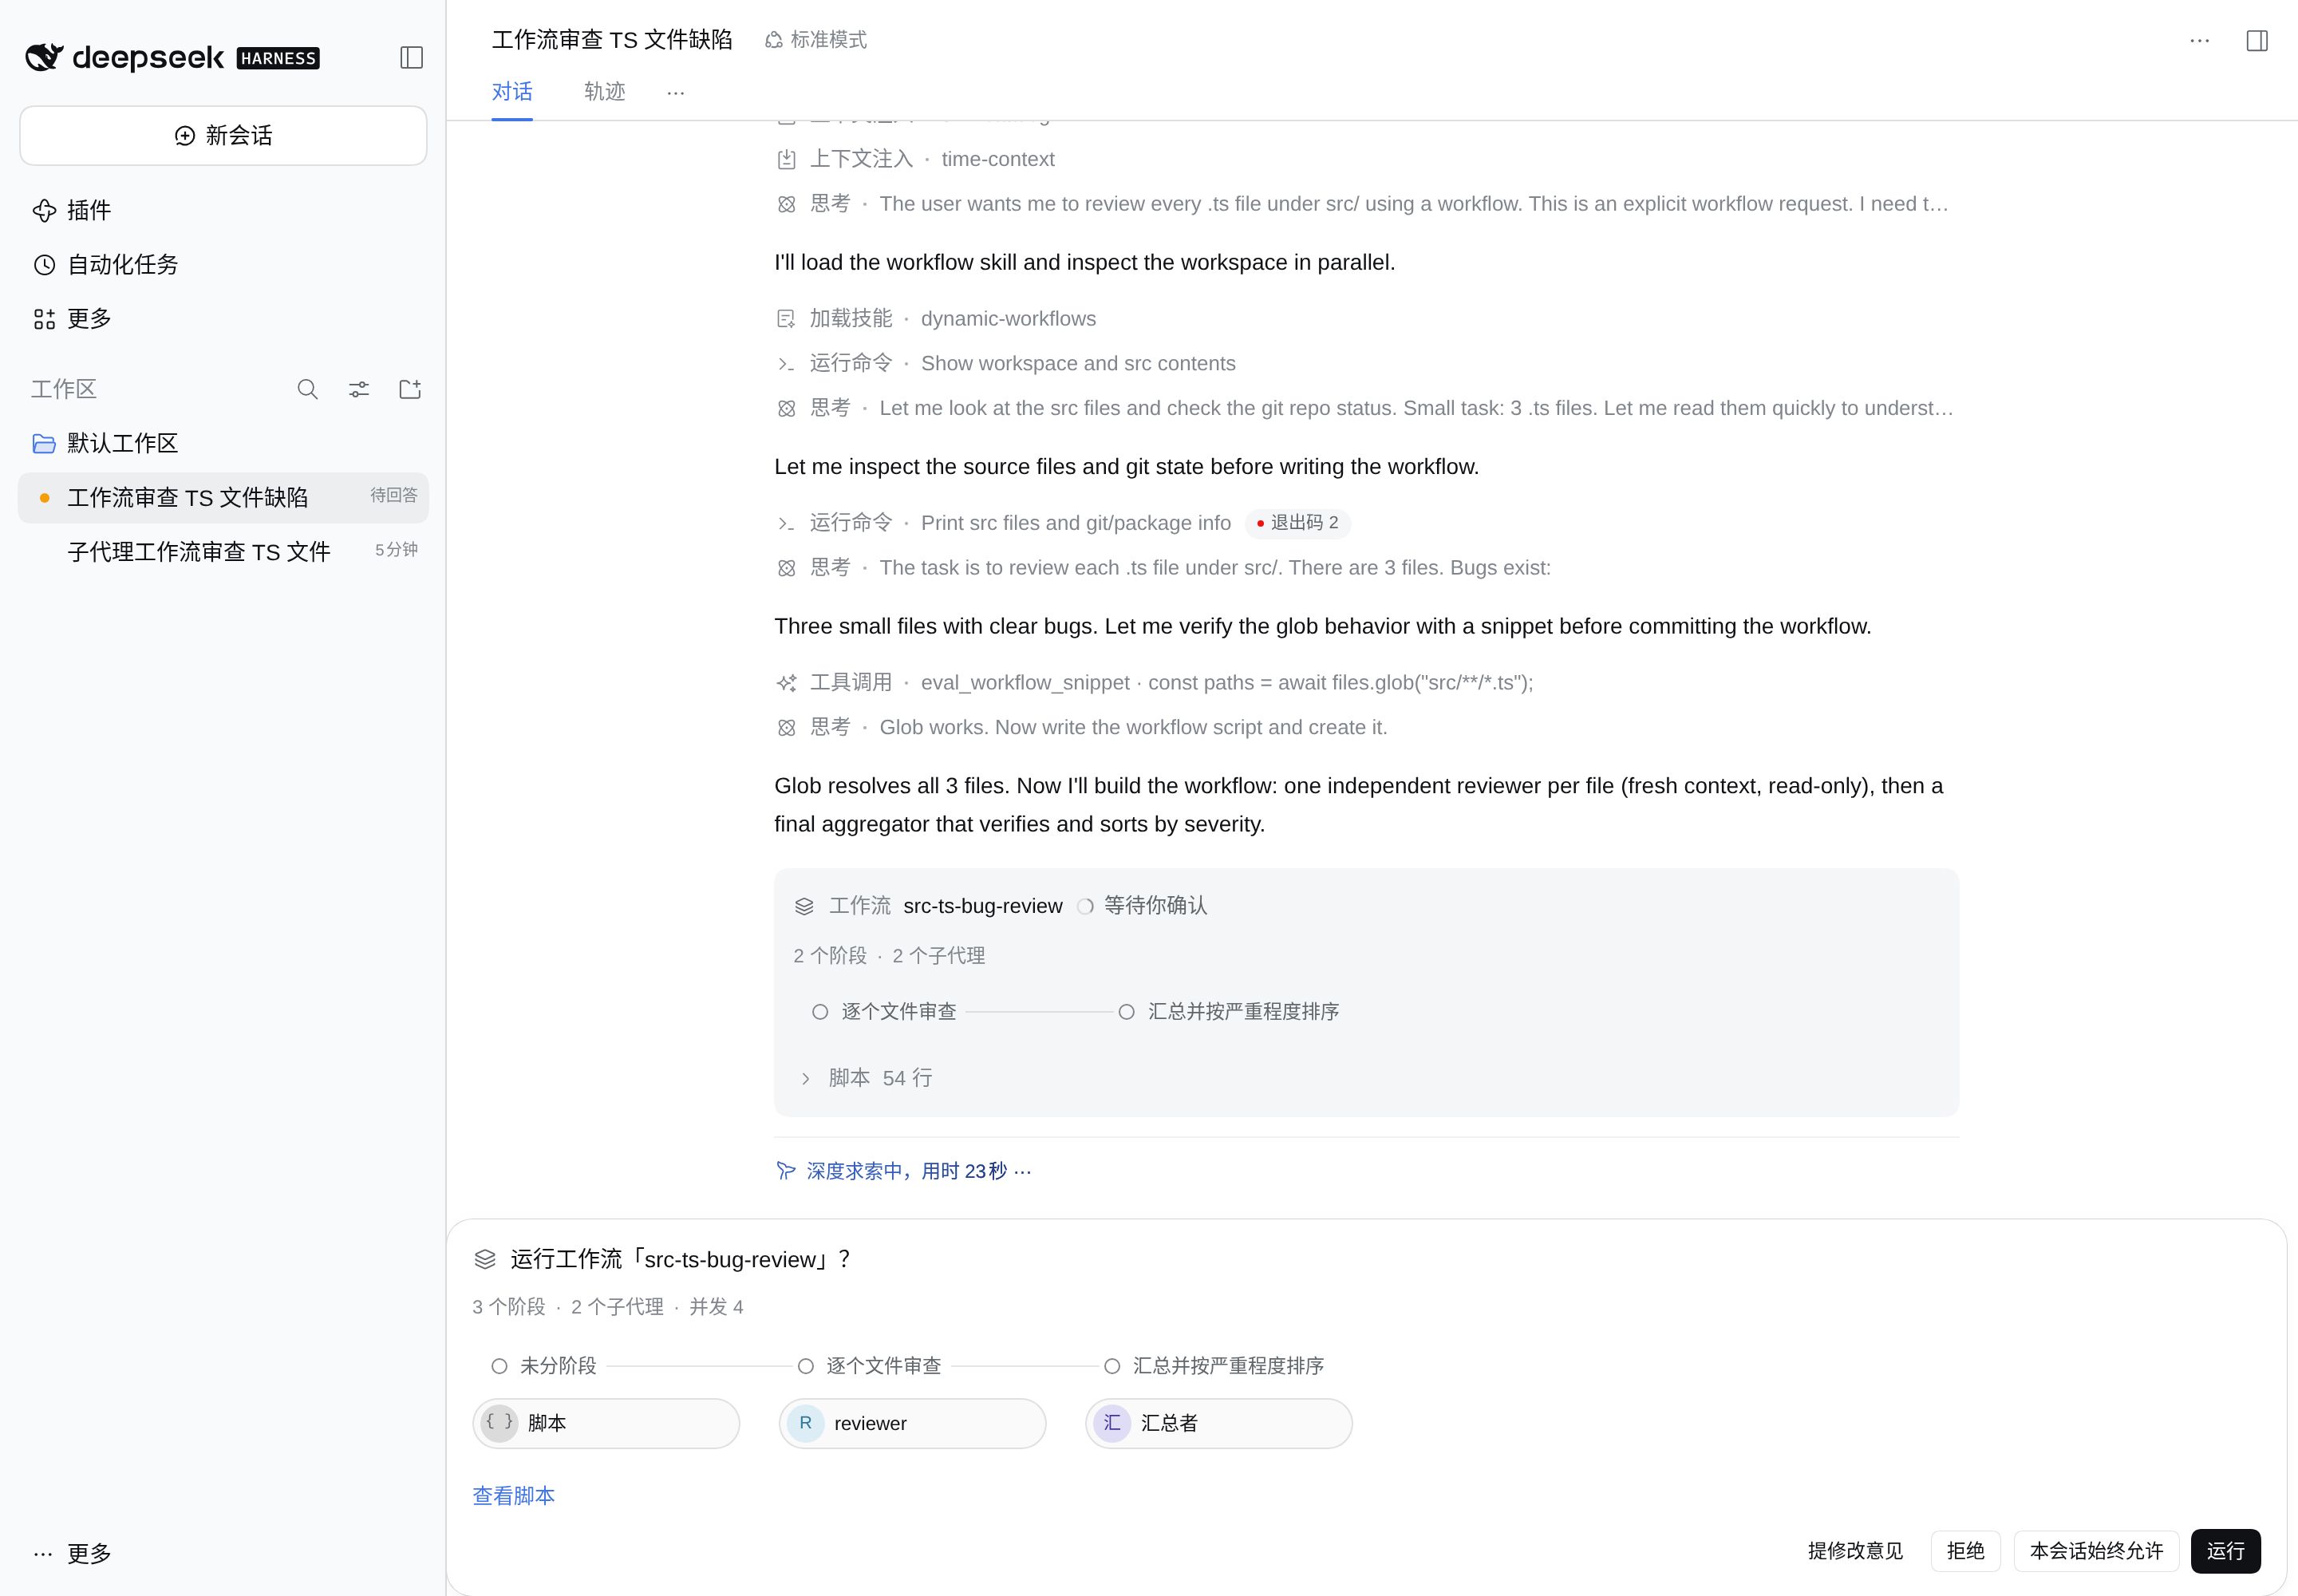 deepseek HARNESS
新会话
插件
自动化任务
更多
工作区
默认工作区
工作流审查 TS 文件缺陷 待回答
子代理工作流审查 TS 文件 5分钟
更多
工作流审查 TS 文件缺陷 标准模式
对话 轨迹 ...
上下文注入 · time-context
思考 · The user wants me to review every .ts file under src/ using a workflow. This is an explicit workflow request. I need t…
I'll load the workflow skill and inspect the workspace in parallel.
加载技能 · dynamic-workflows
运行命令 · Show workspace and src contents
思考 · Let me look at the src files and check the git repo status. Small task: 3 .ts files. Let me read them quickly to underst…
Let me inspect the source files and git state before writing the workflow.
运行命令 · Print src files and git/package info 退出码 2
思考 · The task is to review each .ts file under src/. There are 3 files. Bugs exist:
Three small files with clear bugs. Let me verify the glob behavior with a snippet before committing the workflow.
工具调用 · eval_workflow_snippet · const paths = await files.glob("src/**/*.ts");
思考 · Glob works. Now write the workflow script and create it.
Glob resolves all 3 files. Now I'll build the workflow: one independent reviewer per file (fresh context, read-only), then a
final aggregator that verifies and sorts by severity.
工作流 src-ts-bug-review 等待你确认
2 个阶段 · 2 个子代理
逐个文件审查 汇总并按严重程度排序
脚本 54 行
深度求索中，用时 23秒 ...
运行工作流「src-ts-bug-review」？
3 个阶段 · 2 个子代理 · 并发 4
未分阶段 逐个文件审查 汇总并按严重程度排序
{ } 脚本 R reviewer 汇 汇总者
查看脚本
提修改意见 拒绝 本会话始终允许 运行